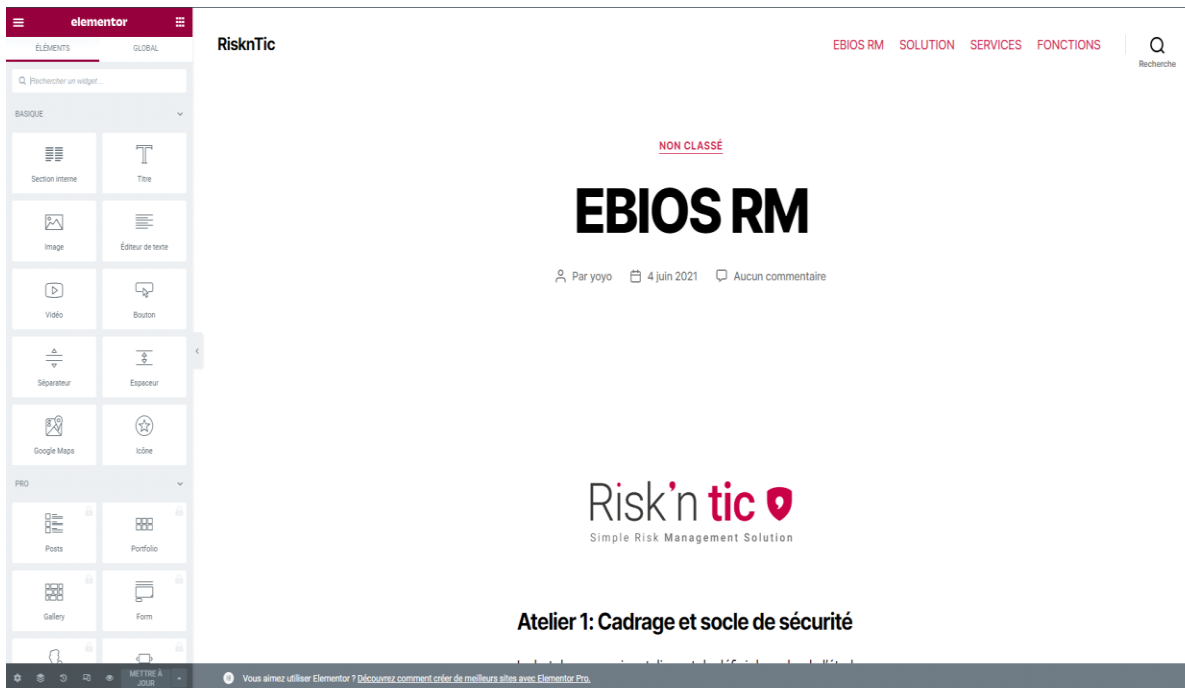 elementor
ÉLÉMENTS GLOBAL
Rechercher un widget...
BASIQUE
Section interne Titre
Image Éditeur de texte
Vidéo Bouton
Séparateur Espaceur
Google Maps Icône
PRO
Posts Portfolio
Gallery Form
METTRE À JOUR
RisknTic
EBIOS RM SOLUTION SERVICES FONCTIONS
Recherche
NON CLASSÉ
EBIOS RM
Par yoyo 4 juin 2021 Aucun commentaire
Risk'n tic
Simple Risk Management Solution
Atelier 1: Cadrage et socle de sécurité
Vous aimez utiliser Elementor ? Découvrez comment créer de meilleurs sites avec Elementor Pro.